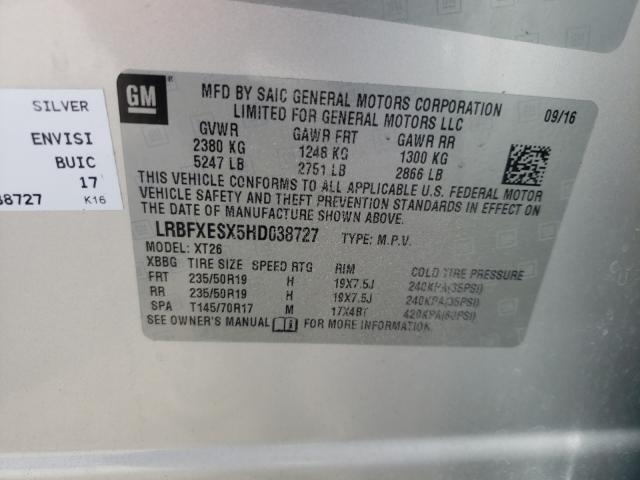 SILVER
ENVISI
BUIC
17
38727
K16
GM
MFD BY SAIC GENERAL MOTORS CORPORATION
LIMITED FOR GENERAL MOTORS LLC
09/16
GVWR GAWR FRT GAWR RR
2380 KG 1248 KG 1300 KG
5247 LB 2751 LB 2866 LB
THIS VEHICLE CONFORMS TO ALL APPLICABLE U.S. FEDERAL MOTOR
VEHICLE SAFETY AND THEFT PREVENTION STANDARDS IN EFFECT ON
THE DATE OF MANUFACTURE SHOWN ABOVE.
LRBFXESX5HD038727 TYPE: M.P.V.
MODEL: XT26
XBBG TIRE SIZE SPEED RTG RIM COLD TIRE PRESSURE
FRT 235/50R19 H 19X7.5J 240KPA(35PSI)
RR 235/50R19 H 19X7.5J 240KPA(35PSI)
SPA T145/70R17 M 17X4BT 420KPA(60PSI)
SEE OWNER'S MANUAL FOR MORE INFORMATION.